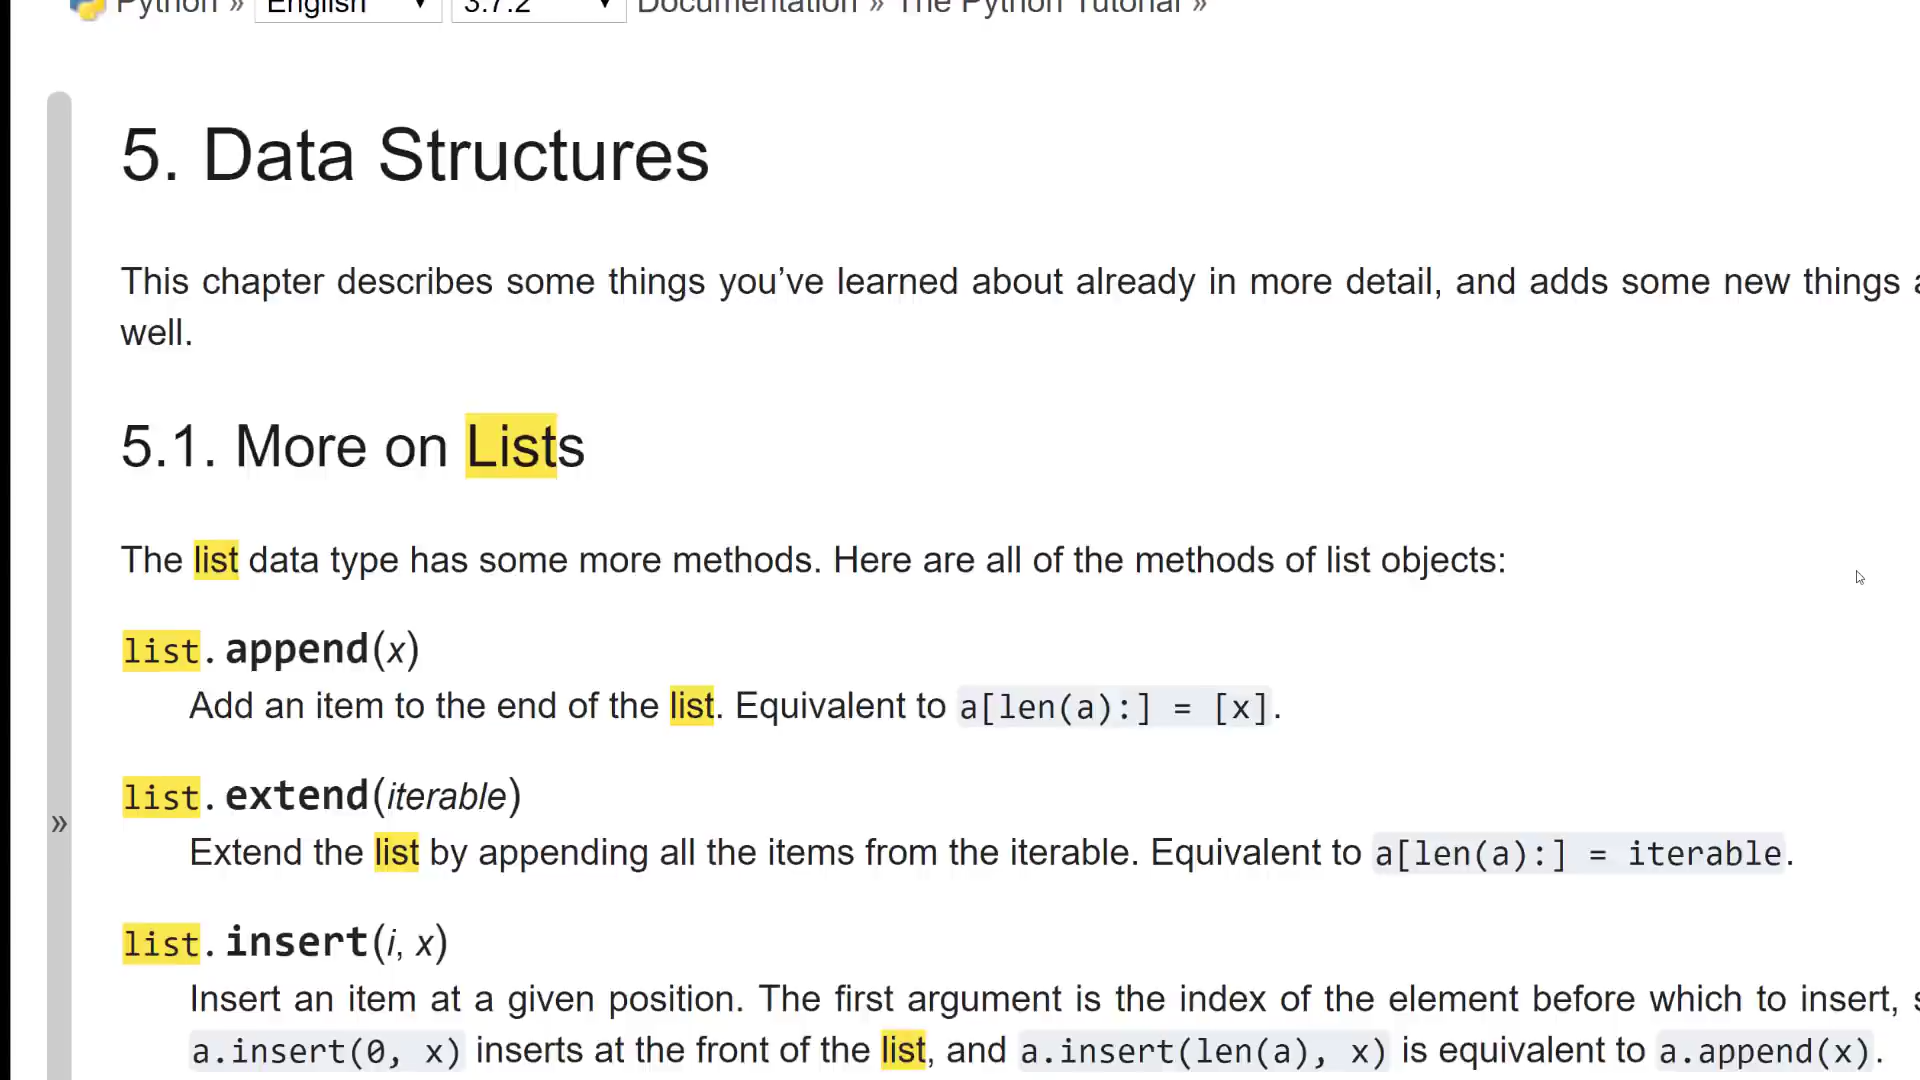 Python » English 3.7.2 Documentation » The Python Tutorial »
5. Data Structures
This chapter describes some things you’ve learned about already in more detail, and adds some new things
well.
5.1. More on Lists
The list data type has some more methods. Here are all of the methods of list objects:
list.append(x)
Add an item to the end of the list. Equivalent to a[len(a):] = [x].
list.extend(iterable)
»
Extend the list by appending all the items from the iterable. Equivalent to a[len(a):] = iterable.
list.insert(i, x)
Insert an item at a given position. The first argument is the index of the element before which to insert,
a.insert(0, x) inserts at the front of the list, and a.insert(len(a), x) is equivalent to a.append(x).